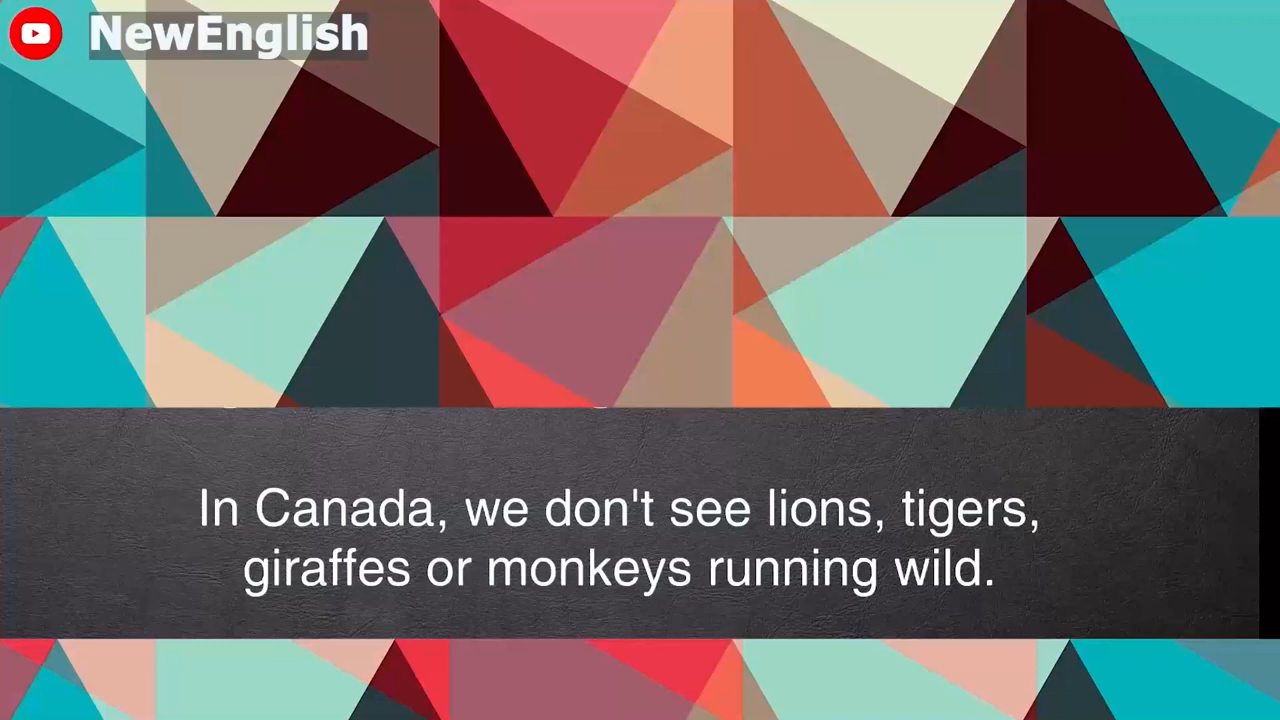 NewEnglish
In Canada, we don't see lions, tigers,
giraffes or monkeys running wild.